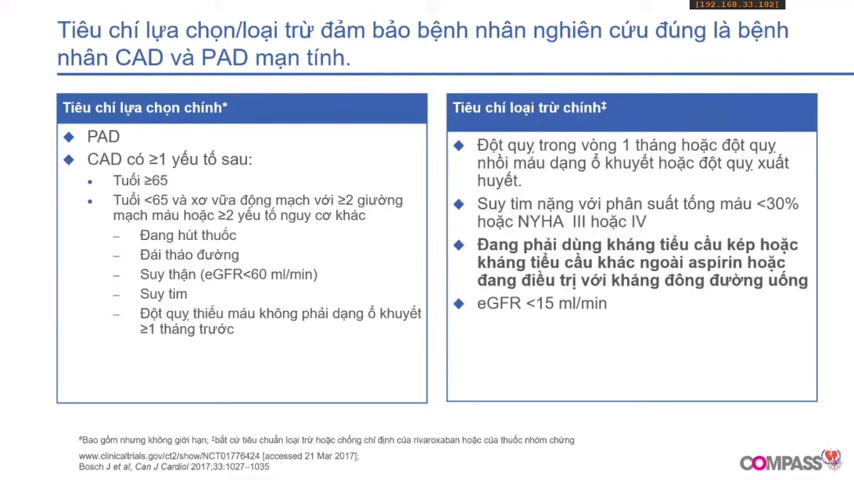 [192.168.33.182]
Tiêu chí lựa chọn/loại trừ đảm bảo bệnh nhân nghiên cứu đúng là bệnh
nhân CAD và PAD mạn tính.
Tiêu chí lựa chọn chính*
◆ PAD
◆ CAD có ≥1 yếu tố sau:
• Tuổi ≥65
• Tuổi <65 và xơ vữa động mạch với ≥2 giường
mạch máu hoặc ≥2 yếu tố nguy cơ khác
– Đang hút thuốc
– Đái tháo đường
– Suy thận (eGFR<60 ml/min)
– Suy tim
– Đột quỵ thiếu máu không phải dạng ổ khuyết
≥1 tháng trước
Tiêu chí loại trừ chính‡
◆ Đột quỵ trong vòng 1 tháng hoặc đột quỵ
nhồi máu dạng ổ khuyết hoặc đột quỵ xuất
huyết.
◆ Suy tim nặng với phân suất tống máu <30%
hoặc NYHA III hoặc IV
◆ Đang phải dùng kháng tiểu cầu kép hoặc
kháng tiểu cầu khác ngoài aspirin hoặc
đang điều trị với kháng đông đường uống
◆ eGFR <15 ml/min
*Bao gồm nhưng không giới hạn; ‡bất cứ tiêu chuẩn loại trừ hoặc chống chỉ định của rivaroxaban hoặc của thuốc nhóm chứng
www.clinicaltrials.gov/ct2/show/NCT01776424 [accessed 21 Mar 2017];
Bosch J et al, Can J Cardiol 2017;33:1027–1035
COMPASS